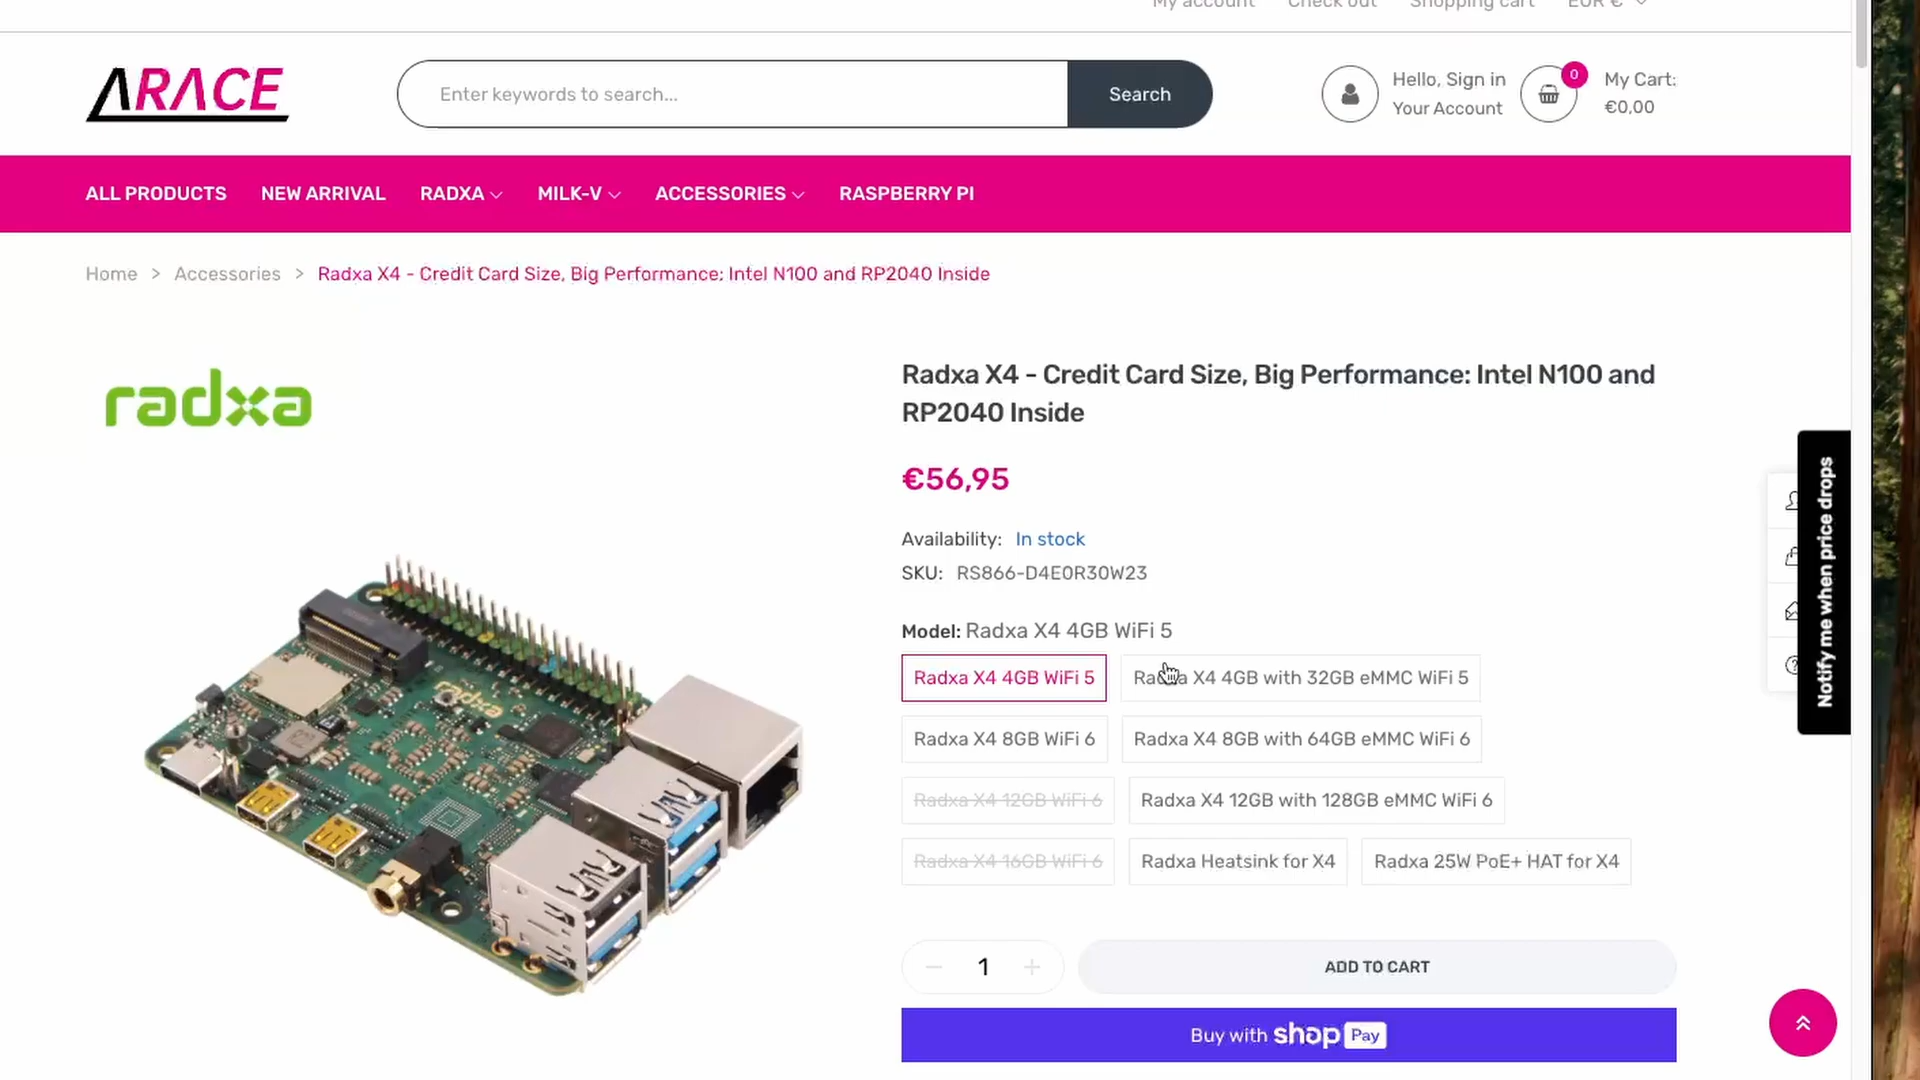 My account Check out Shopping cart EUR €
ARACE
Enter keywords to search...
Search
Hello, Sign in
Your Account
0
My Cart:
€0,00
ALL PRODUCTS NEW ARRIVAL RADXA MILK-V ACCESSORIES RASPBERRY PI
Home > Accessories > Radxa X4 - Credit Card Size, Big Performance: Intel N100 and RP2040 Inside
radxa
radxa
Radxa X4 - Credit Card Size, Big Performance: Intel N100 and
RP2040 Inside
€56,95
Availability: In stock
SKU: RS866-D4E0R30W23
Model: Radxa X4 4GB WiFi 5
Radxa X4 4GB WiFi 5 Radxa X4 4GB with 32GB eMMC WiFi 5
Radxa X4 8GB WiFi 6 Radxa X4 8GB with 64GB eMMC WiFi 6
Radxa X4 12GB WiFi 6 Radxa X4 12GB with 128GB eMMC WiFi 6
Radxa X4 16GB WiFi 6 Radxa Heatsink for X4 Radxa 25W PoE+ HAT for X4
1
ADD TO CART
Buy with shop Pay
Notify me when price drops